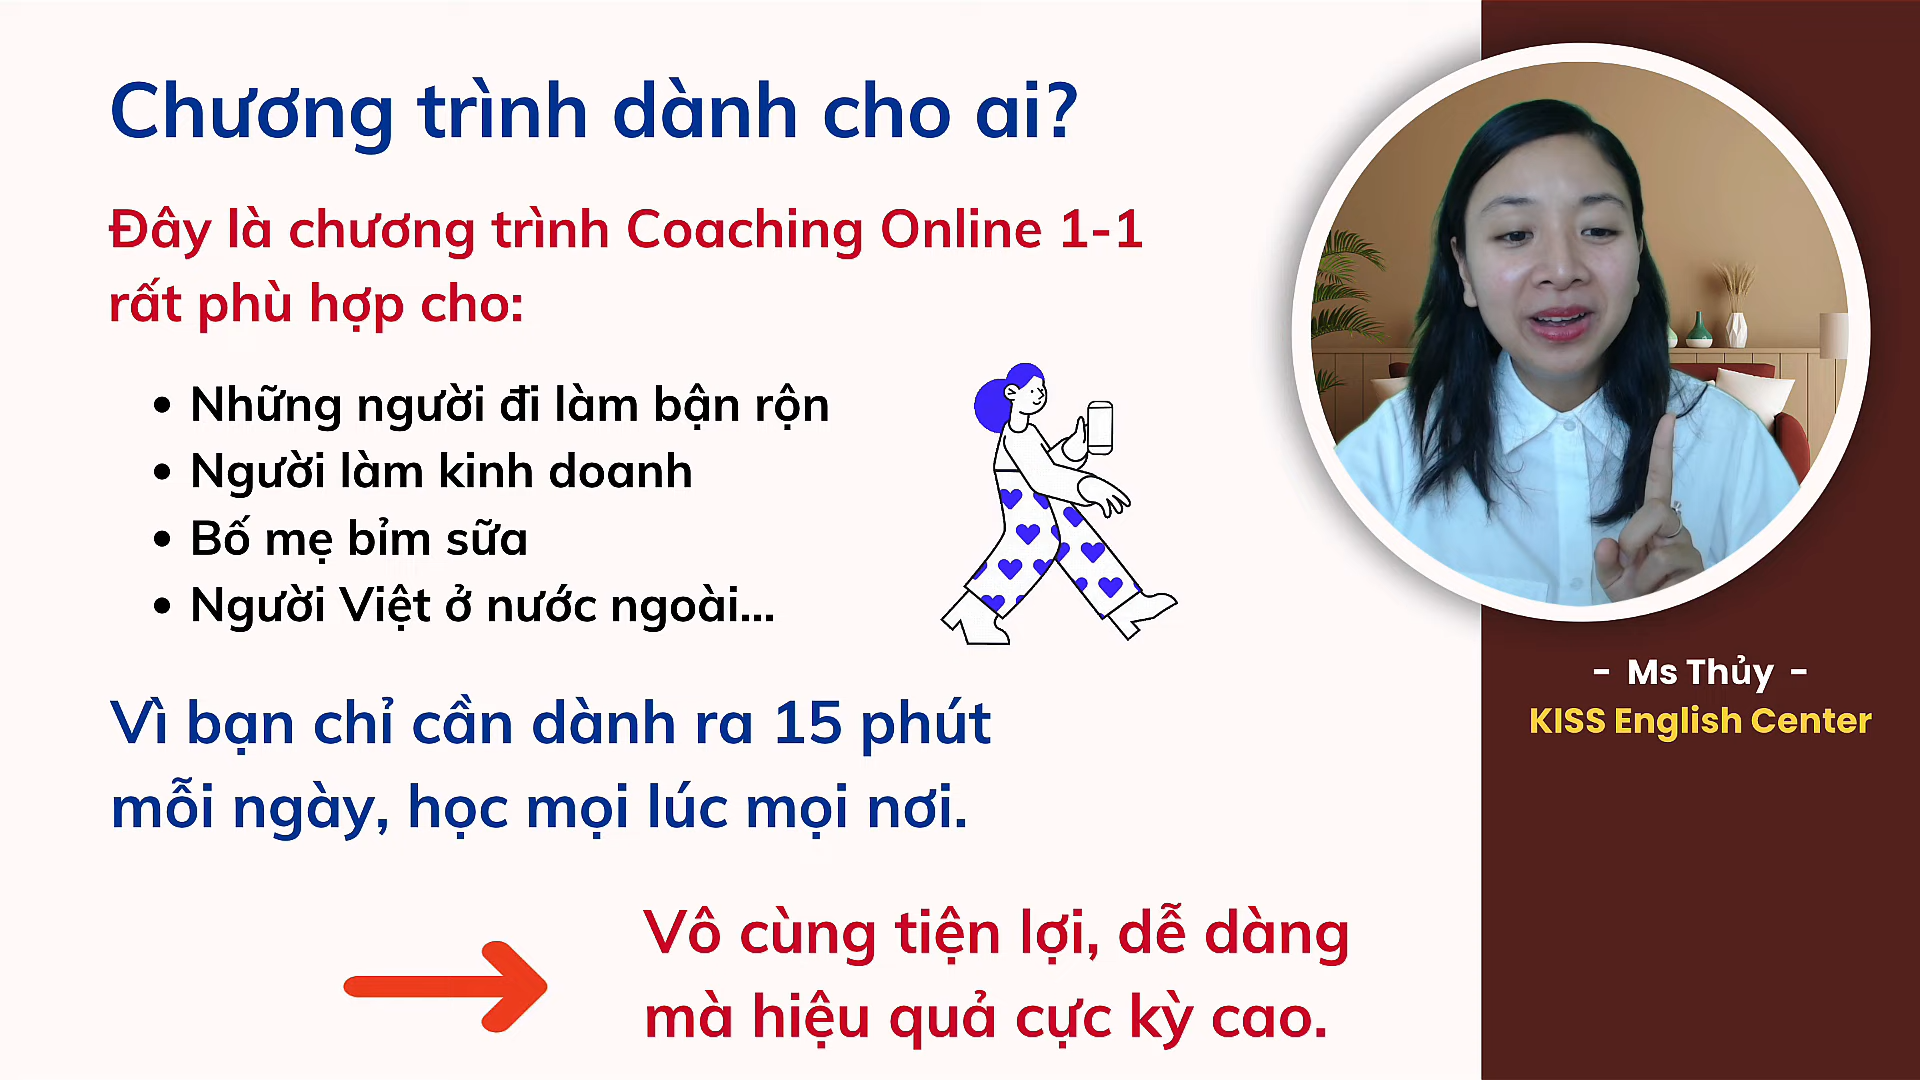 Chương trình dành cho ai?
Đây là chương trình Coaching Online 1-1
rất phù hợp cho:
• Những người đi làm bận rộn
• Người làm kinh doanh
• Bố mẹ bỉm sữa
• Người Việt ở nước ngoài...
Vì bạn chỉ cần dành ra 15 phút
mỗi ngày, học mọi lúc mọi nơi.
Vô cùng tiện lợi, dễ dàng
mà hiệu quả cực kỳ cao.
- Ms Thủy -
KISS English Center